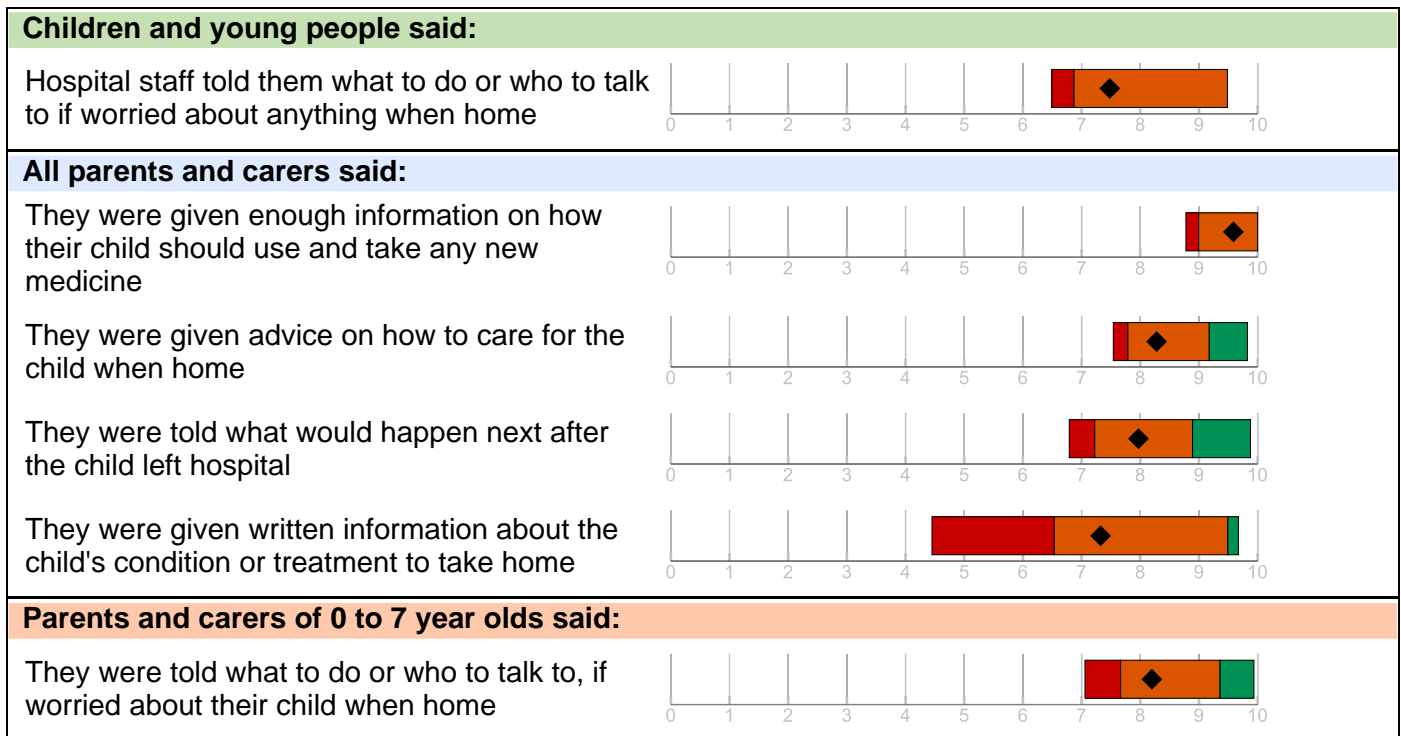 Children and young people said:
Hospital staff told them what to do or who to talk
to if worried about anything when home
0 1 2 3 4 5 6 7 8 9 10
All parents and carers said:
They were given enough information on how
their child should use and take any new
medicine
0 1 2 3 4 5 6 7 8 9 10
They were given advice on how to care for the
child when home
0 1 2 3 4 5 6 7 8 9 10
They were told what would happen next after
the child left hospital
0 1 2 3 4 5 6 7 8 9 10
They were given written information about the
child's condition or treatment to take home
0 1 2 3 4 5 6 7 8 9 10
Parents and carers of 0 to 7 year olds said:
They were told what to do or who to talk to, if
worried about their child when home
0 1 2 3 4 5 6 7 8 9 10